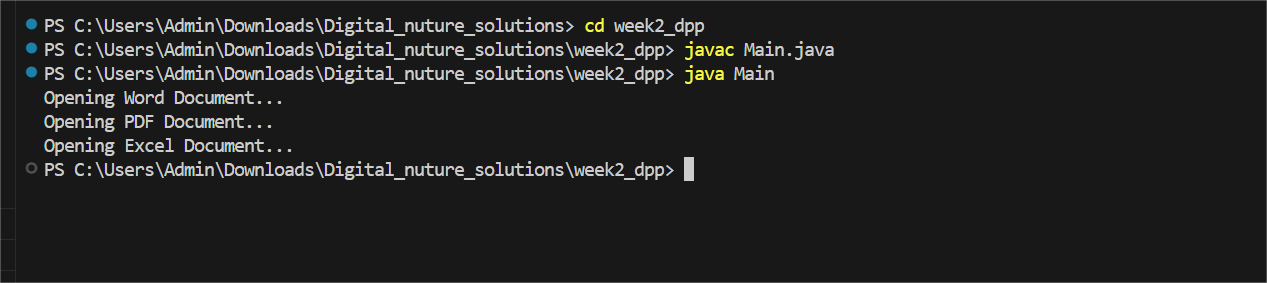 PS C:\Users\Admin\Downloads\Digital_nuture_solutions> cd week2_dpp
PS C:\Users\Admin\Downloads\Digital_nuture_solutions\week2_dpp> javac Main.java
PS C:\Users\Admin\Downloads\Digital_nuture_solutions\week2_dpp> java Main
Opening Word Document...
Opening PDF Document...
Opening Excel Document...
PS C:\Users\Admin\Downloads\Digital_nuture_solutions\week2_dpp>